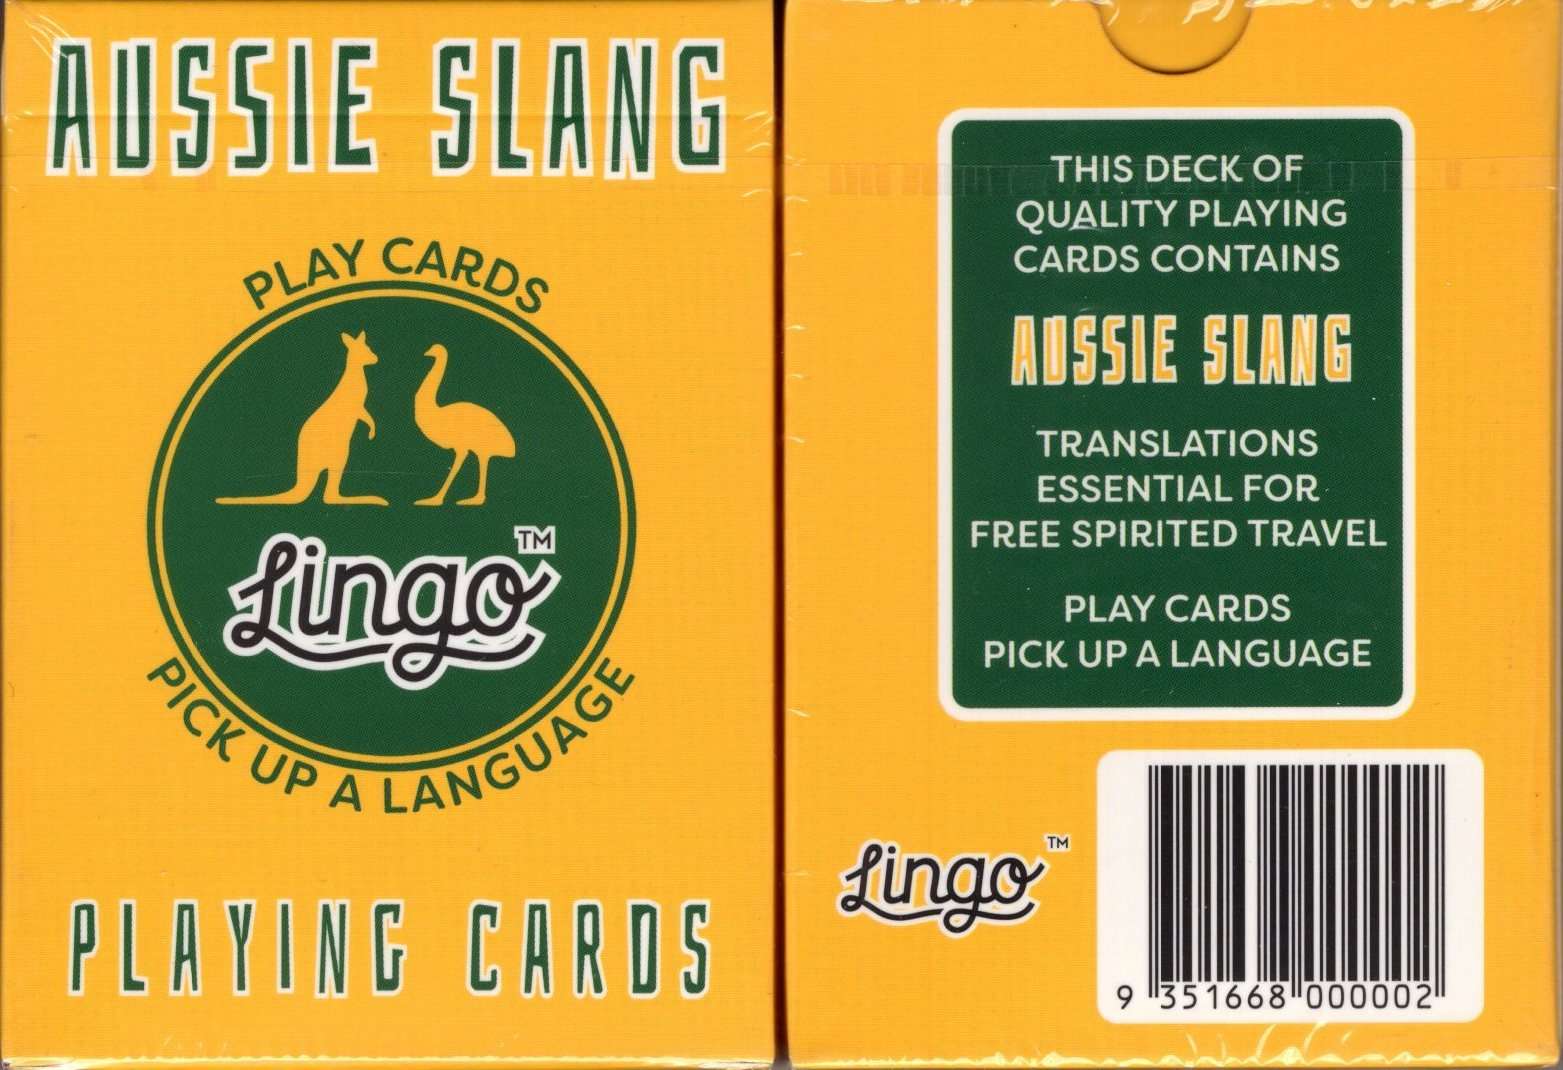 AUSSIE SLANG
PLAY CARDS
Lingo™
PICK UP A LANGUAGE
PLAYING CARDS
THIS DECK OF
QUALITY PLAYING
CARDS CONTAINS
AUSSIE SLANG
TRANSLATIONS
ESSENTIAL FOR
FREE SPIRITED TRAVEL
PLAY CARDS
PICK UP A LANGUAGE
Lingo™
9 351668 000002